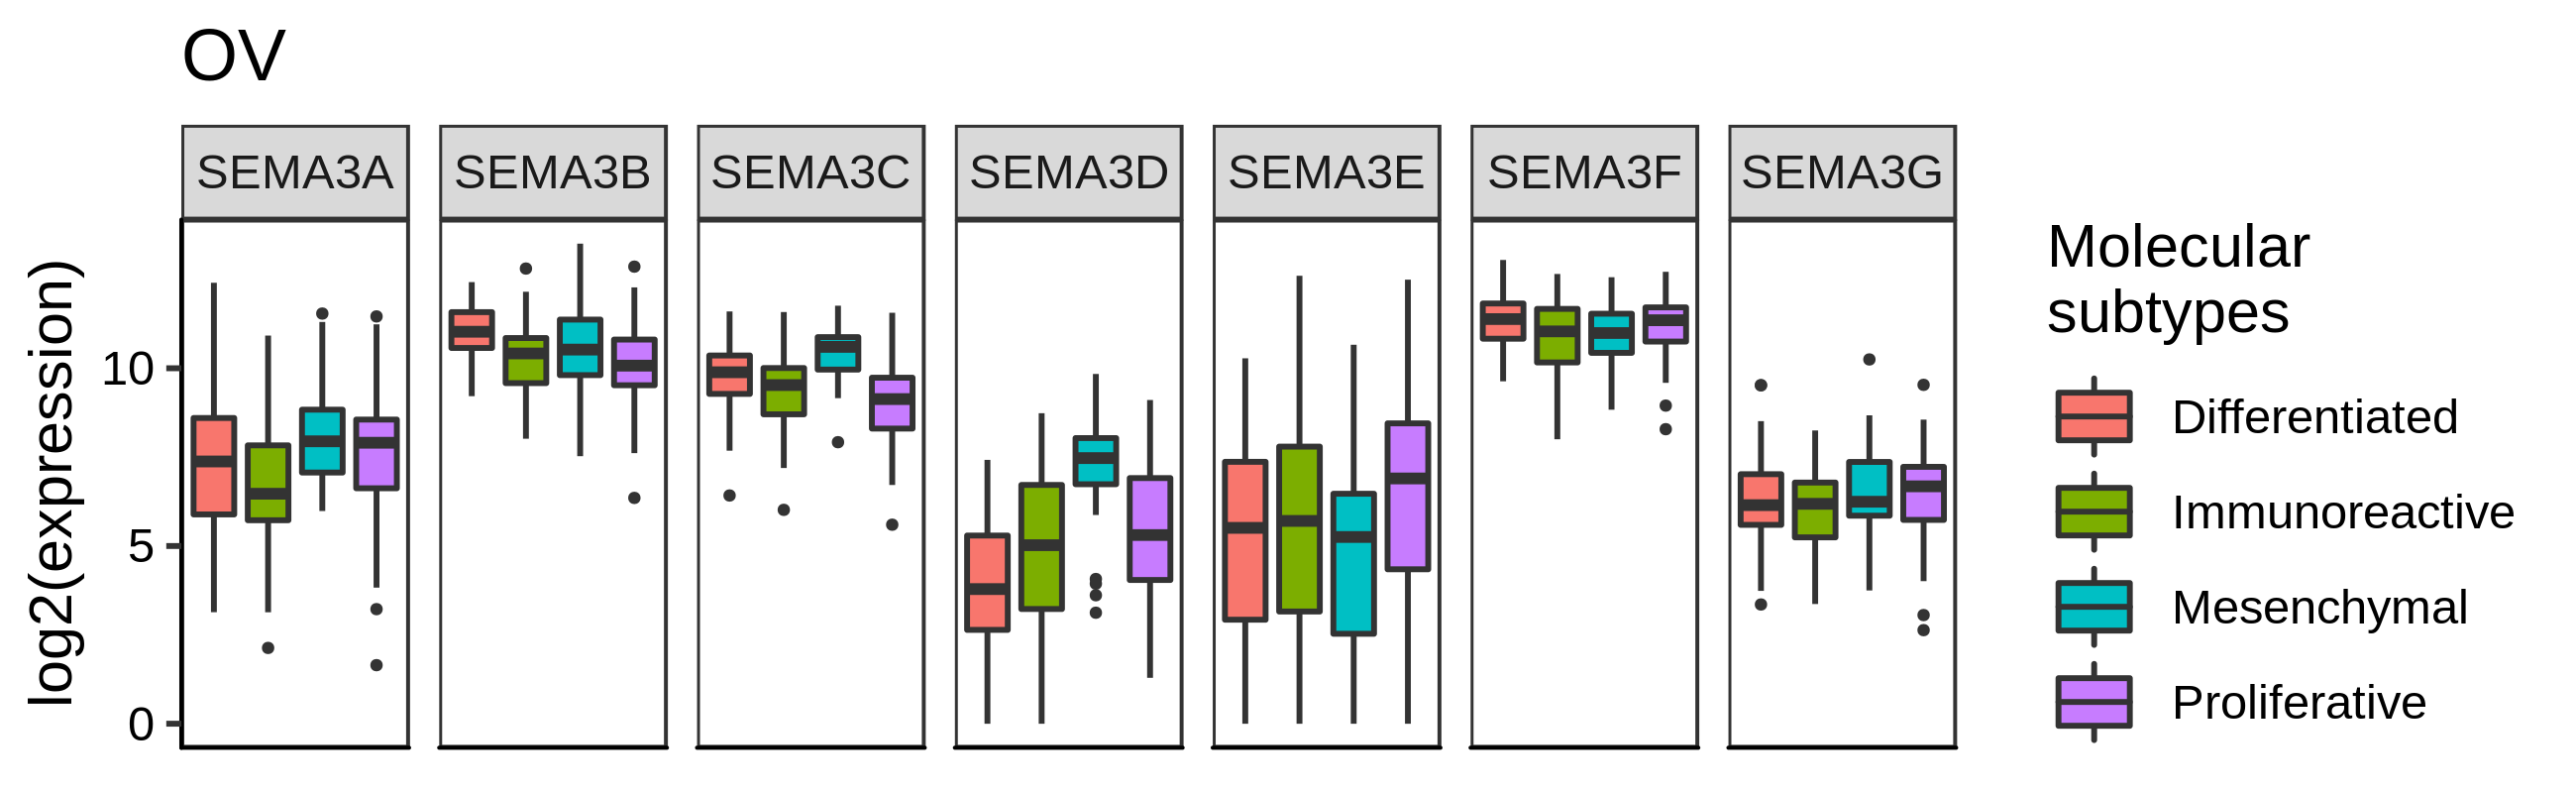 OV
SEMA3A SEMA3B SEMA3C SEMA3D SEMA3E SEMA3F SEMA3G
log2(expression)
10
5
0
Molecular
subtypes
Differentiated
Immunoreactive
Mesenchymal
Proliferative